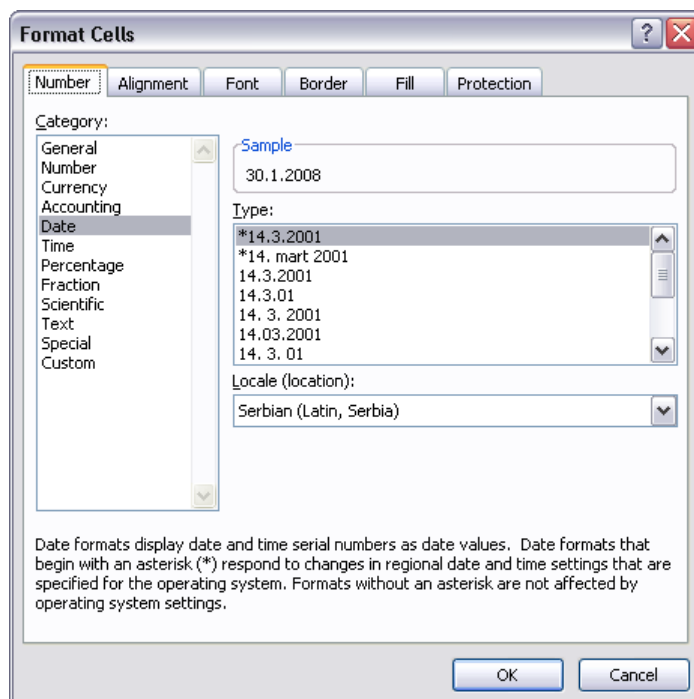 Format Cells
Number Alignment Font Border Fill Protection
Category:
General
Number
Currency
Accounting
Date
Time
Percentage
Fraction
Scientific
Text
Special
Custom
Sample
30.1.2008
Type:
*14.3.2001
*14. mart 2001
14.3.2001
14.3.01
14. 3. 2001
14.03.2001
14. 3. 01
Locale (location):
Serbian (Latin, Serbia)
Date formats display date and time serial numbers as date values.  Date formats that
begin with an asterisk (*) respond to changes in regional date and time settings that are
specified for the operating system. Formats without an asterisk are not affected by
operating system settings.
OK Cancel